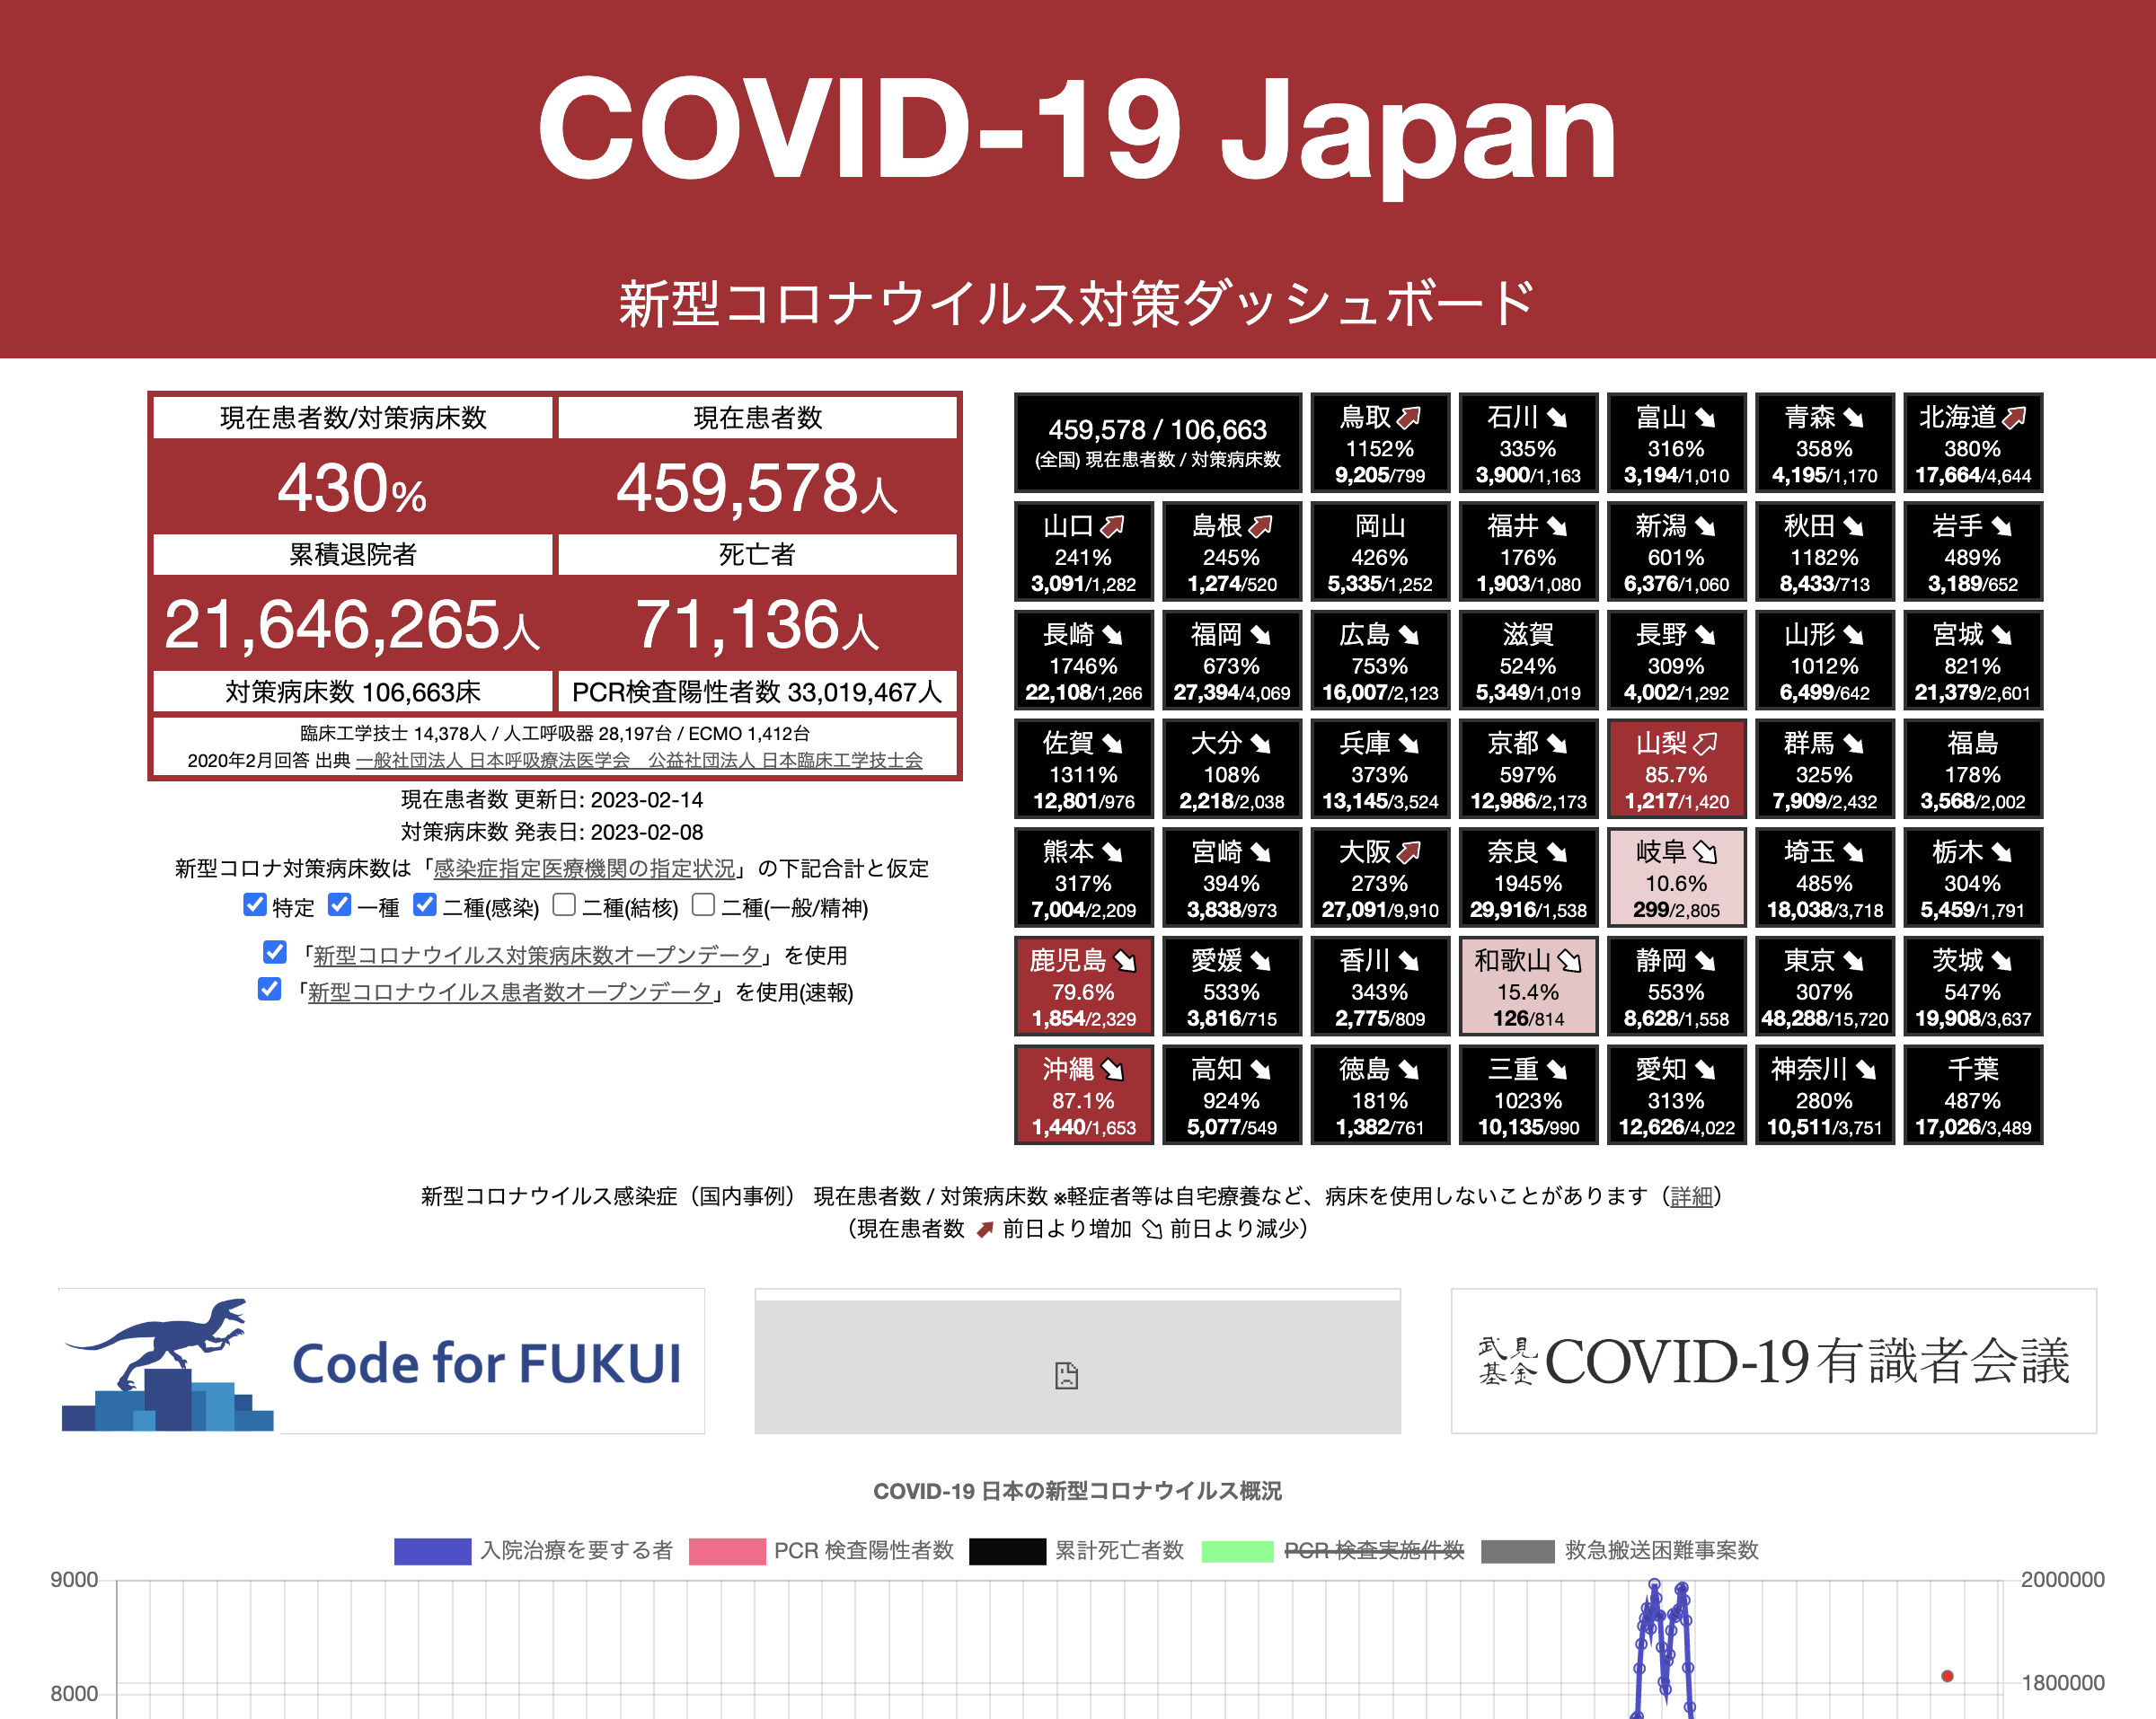 COVID-19 Japan
新型コロナウイルス対策ダッシュボード
現在患者数/対策病床数
現在患者数
430%
459,578人
累積退院者
死亡者
21,646,265人
71,136人
対策病床数 106,663床
PCR検査陽性者数 33,019,467人
臨床工学技士 14,378人 / 人工呼吸器 28,197台 / ECMO 1,412台
2020年2月回答 出典 一般社団法人 日本呼吸療法医学会　公益社団法人 日本臨床工学技士会
現在患者数 更新日: 2023-02-14
対策病床数 発表日: 2023-02-08
新型コロナ対策病床数は「感染症指定医療機関の指定状況」の下記合計と仮定
特定 一種 二種(感染) 二種(結核) 二種(一般/精神)
「新型コロナウイルス対策病床数オープンデータ」を使用
「新型コロナウイルス患者数オープンデータ」を使用(速報)
459,578 / 106,663
(全国) 現在患者数 / 対策病床数
鳥取
1152%
9,205/799
石川
335%
3,900/1,163
富山
316%
3,194/1,010
青森
358%
4,195/1,170
北海道
380%
17,664/4,644
山口
241%
3,091/1,282
島根
245%
1,274/520
岡山
426%
5,335/1,252
福井
176%
1,903/1,080
新潟
601%
6,376/1,060
秋田
1182%
8,433/713
岩手
489%
3,189/652
長崎
1746%
22,108/1,266
福岡
673%
27,394/4,069
広島
753%
16,007/2,123
滋賀
524%
5,349/1,019
長野
309%
4,002/1,292
山形
1012%
6,499/642
宮城
821%
21,379/2,601
佐賀
1311%
12,801/976
大分
108%
2,218/2,038
兵庫
373%
13,145/3,524
京都
597%
12,986/2,173
山梨
85.7%
1,217/1,420
群馬
325%
7,909/2,432
福島
178%
3,568/2,002
熊本
317%
7,004/2,209
宮崎
394%
3,838/973
大阪
273%
27,091/9,910
奈良
1945%
29,916/1,538
岐阜
10.6%
299/2,805
埼玉
485%
18,038/3,718
栃木
304%
5,459/1,791
鹿児島
79.6%
1,854/2,329
愛媛
533%
3,816/715
香川
343%
2,775/809
和歌山
15.4%
126/814
静岡
553%
8,628/1,558
東京
307%
48,288/15,720
茨城
547%
19,908/3,637
沖縄
87.1%
1,440/1,653
高知
924%
5,077/549
徳島
181%
1,382/761
三重
1023%
10,135/990
愛知
313%
12,626/4,022
神奈川
280%
10,511/3,751
千葉
487%
17,026/3,489
新型コロナウイルス感染症（国内事例） 現在患者数 / 対策病床数 ※軽症者等は自宅療養など、病床を使用しないことがあります（詳細）
（現在患者数 前日より増加 前日より減少）
Code for FUKUI
武見基金 COVID-19有識者会議
COVID-19 日本の新型コロナウイルス概況
入院治療を要する者 PCR 検査陽性者数 累計死亡者数 PCR 検査実施件数 救急搬送困難事案数
9000
2000000
8000
1800000